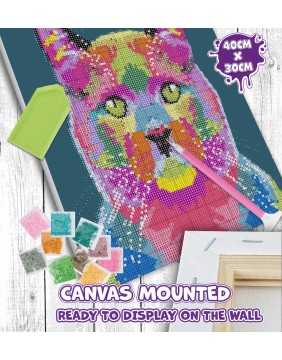 40CM
X
30CM
CANVAS MOUNTED
READY TO DISPLAY ON THE WALL